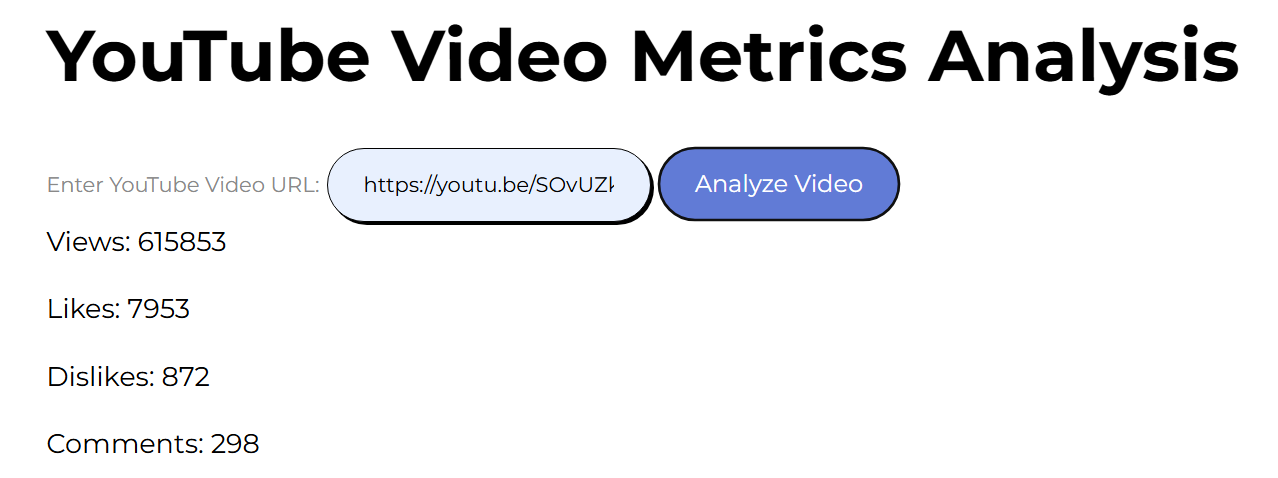 YouTube Video Metrics Analysis
Enter YouTube Video URL: https://youtu.be/SOvUZk Analyze Video
Views: 615853
Likes: 7953
Dislikes: 872
Comments: 298